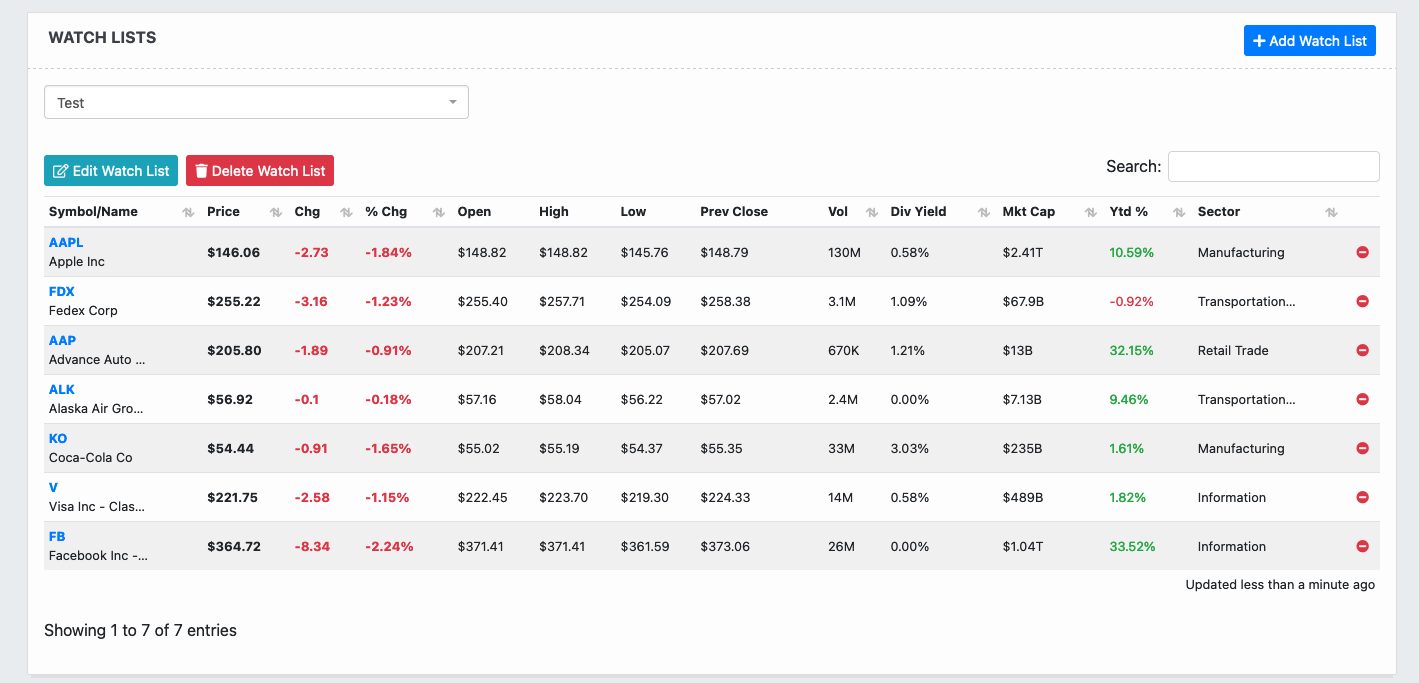 WATCH LISTS
Add Watch List
Test
Edit Watch List Delete Watch List Search:
Symbol/Name Price Chg % Chg Open High Low Prev Close Vol Div Yield Mkt Cap Ytd % Sector
AAPL
Apple Inc $146.06 -2.73 -1.84% $148.82 $148.82 $145.76 $148.79 130M 0.58% $2.41T 10.59% Manufacturing
FDX
Fedex Corp $255.22 -3.16 -1.23% $255.40 $257.71 $254.09 $258.38 3.1M 1.09% $67.9B -0.92% Transportation...
AAP
Advance Auto ... $205.80 -1.89 -0.91% $207.21 $208.34 $205.07 $207.69 670K 1.21% $13B 32.15% Retail Trade
ALK
Alaska Air Gro... $56.92 -0.1 -0.18% $57.16 $58.04 $56.22 $57.02 2.4M 0.00% $7.13B 9.46% Transportation...
KO
Coca-Cola Co $54.44 -0.91 -1.65% $55.02 $55.19 $54.37 $55.35 33M 3.03% $235B 1.61% Manufacturing
V
Visa Inc - Clas... $221.75 -2.58 -1.15% $222.45 $223.70 $219.30 $224.33 14M 0.58% $489B 1.82% Information
FB
Facebook Inc -... $364.72 -8.34 -2.24% $371.41 $371.41 $361.59 $373.06 26M 0.00% $1.04T 33.52% Information
Updated less than a minute ago
Showing 1 to 7 of 7 entries